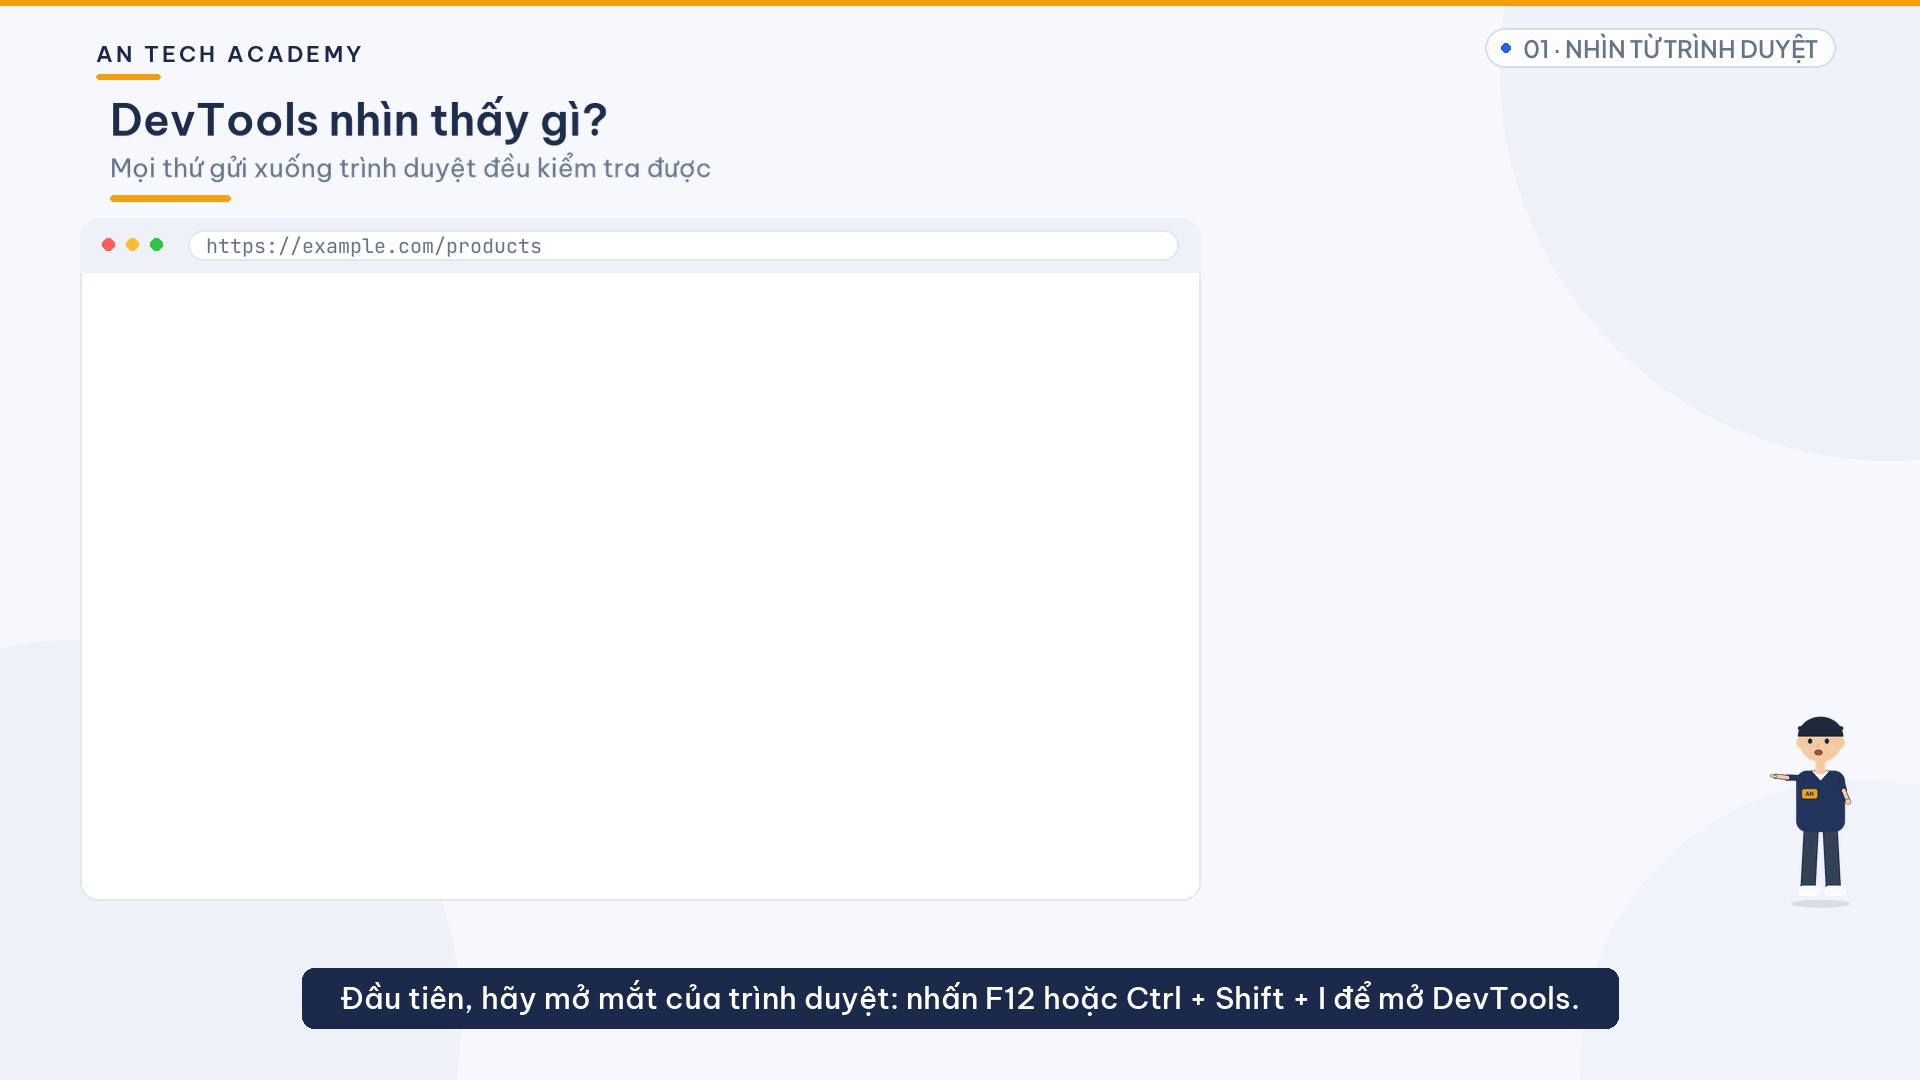 AN TECH ACADEMY
01 · NHÌN TỪ TRÌNH DUYỆT
DevTools nhìn thấy gì?
Mọi thứ gửi xuống trình duyệt đều kiểm tra được
https://example.com/products
AN
Đầu tiên, hãy mở mắt của trình duyệt: nhấn F12 hoặc Ctrl + Shift + I để mở DevTools.